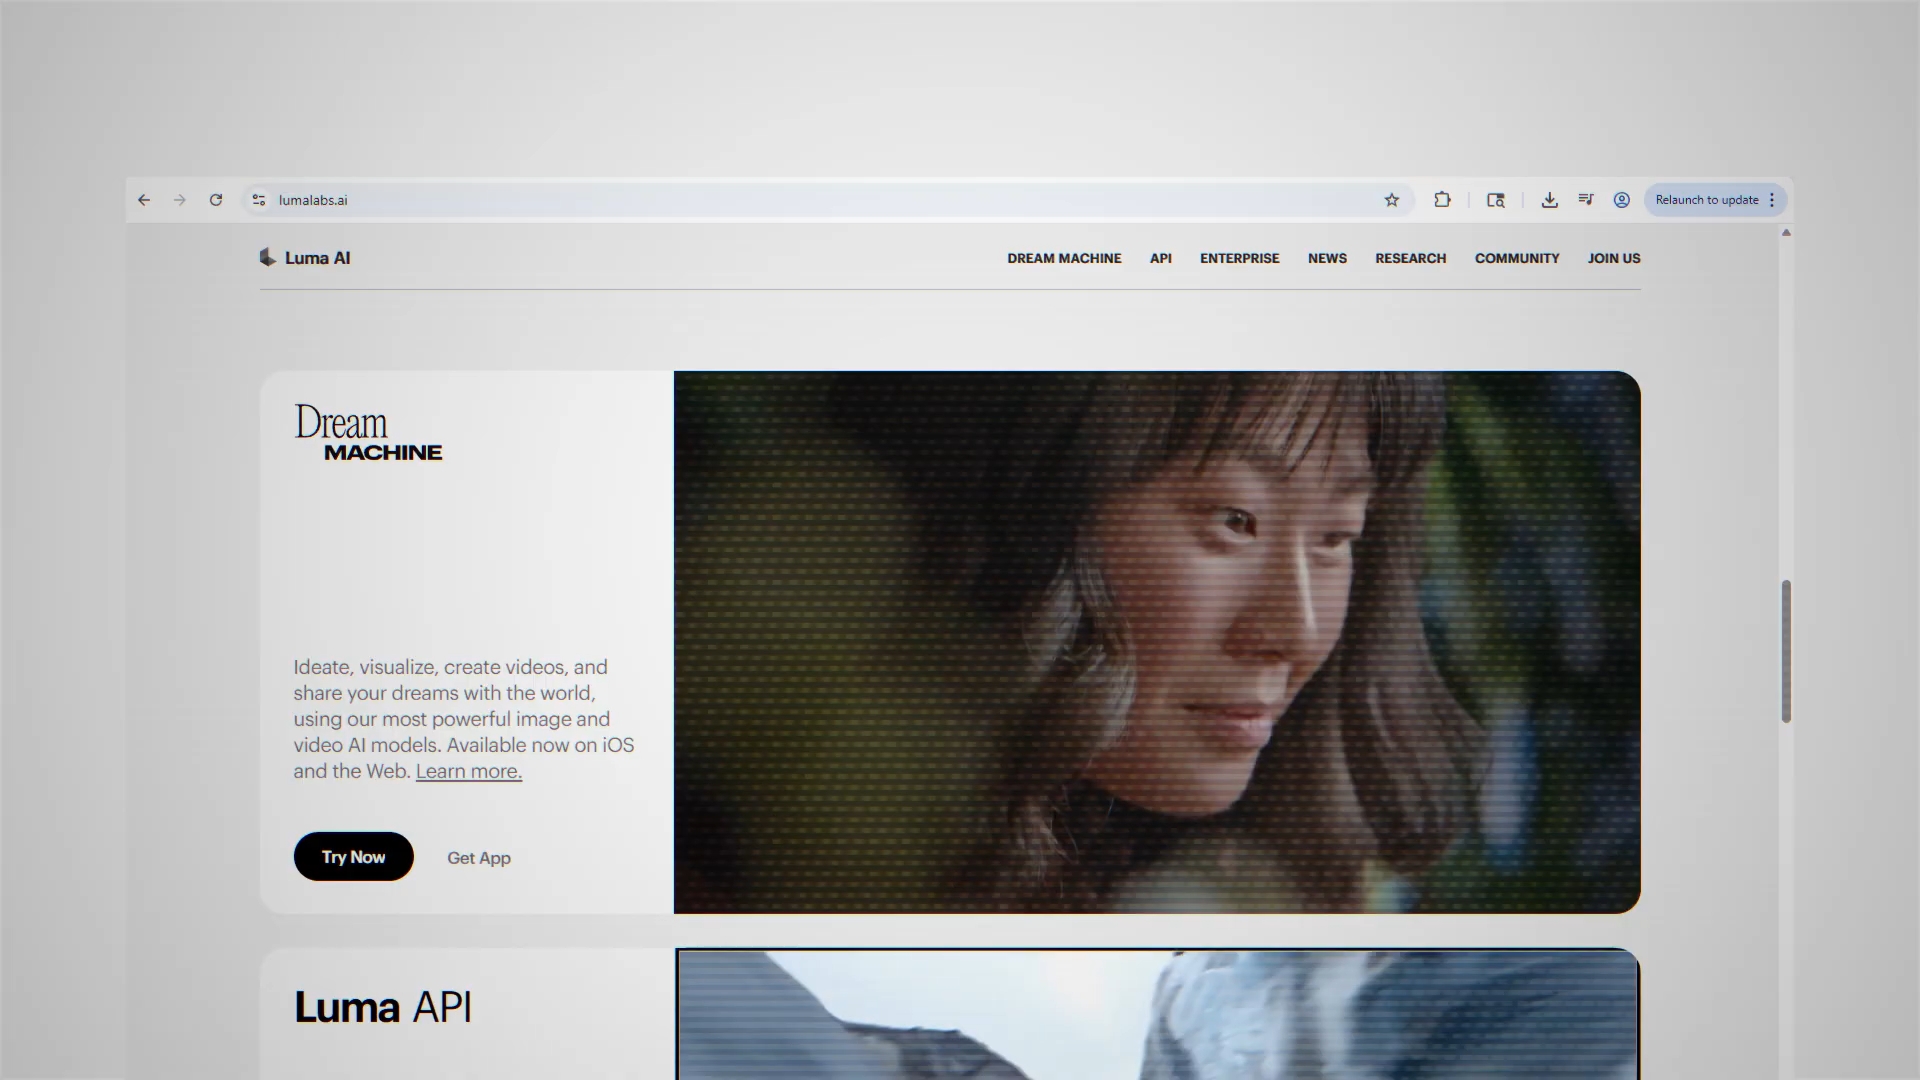 lumalabs.ai
Relaunch to update
Luma AI
DREAM MACHINE
API
ENTERPRISE
NEWS
RESEARCH
COMMUNITY
JOIN US
Dream
MACHINE
Ideate, visualize, create videos, and
share your dreams with the world,
using our most powerful image and
video AI models. Available now on iOS
and the Web. Learn more.
Try Now
Get App
Luma API